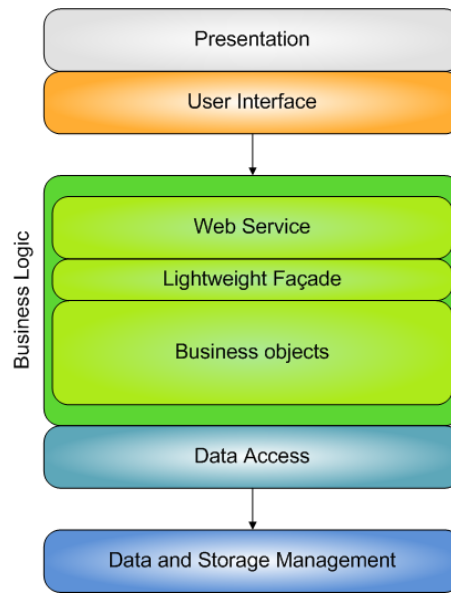 Presentation
User Interface
Business Logic
Web Service
Lightweight Façade
Business objects
Data Access
Data and Storage Management